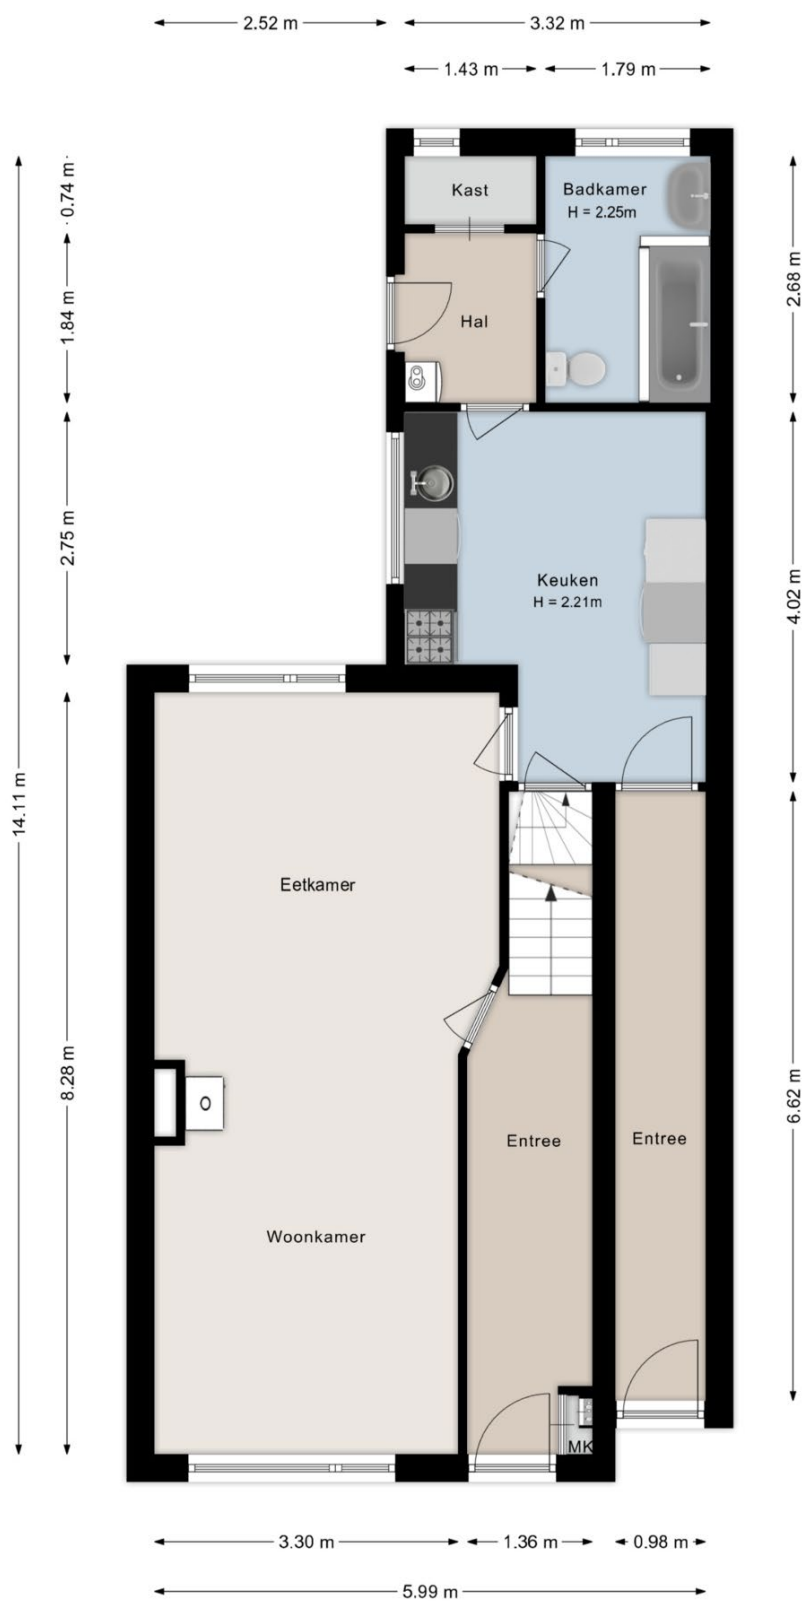 2.52 m
3.32 m
1.43 m
1.79 m
0.74 m
Kast
Badkamer
H = 2.25m
2.68 m
1.84 m
Hal
2.75 m
Keuken
H = 2.21m
4.02 m
14.11 m
Eetkamer
8.28 m
6.62 m
Entree
Entree
Woonkamer
MK
3.30 m
1.36 m
0.98 m
5.99 m